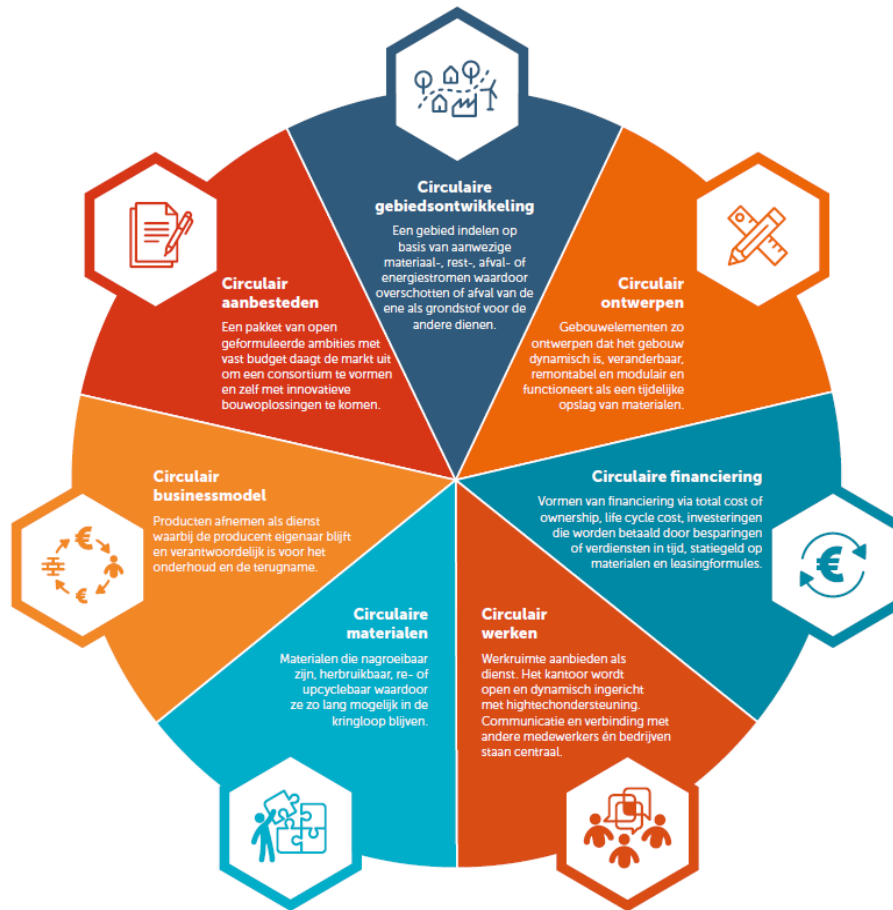 Circulaire
gebiedsontwikkeling
Een gebied indelen op
basis van aanwezige
materiaal-, rest-, afval- of
energiestromen waardoor
overschotten of afval van de
ene als grondstof voor de
andere dienen.
Circulair
ontwerpen
Gebouwelementen zo
ontwerpen dat het gebouw
dynamisch is, veranderbaar,
remontabel en modulair en
functioneert als een tijdelijke
opslag van materialen.
Circulaire financiering
Vormen van financiering via total cost of
ownership, life cycle cost, investeringen
die worden betaald door besparingen
of verdiensten in tijd, statiegeld op
materialen en leasingformules.
€
Circulair
werken
Werkruimte aanbieden als
dienst. Het kantoor wordt
open en dynamisch ingericht
met hightechondersteuning.
Communicatie en verbinding met
andere medewerkers én bedrijven
staan centraal.
Circulaire
materialen
Materialen die nagroeibaar
zijn, herbruikbaar, re- of
upcyclebaar waardoor
ze zo lang mogelijk in de
kringloop blijven.
Circulair
businessmodel
Producten afnemen als dienst
waarbij de producent eigenaar blijft
en verantwoordelijk is voor het
onderhoud en de terugname.
€
€
Circulair
aanbesteden
Een pakket van open
geformuleerde ambities met
vast budget daagt de markt uit
om een consortium te vormen
en zelf met innovatieve
bouwoplossingen te komen.